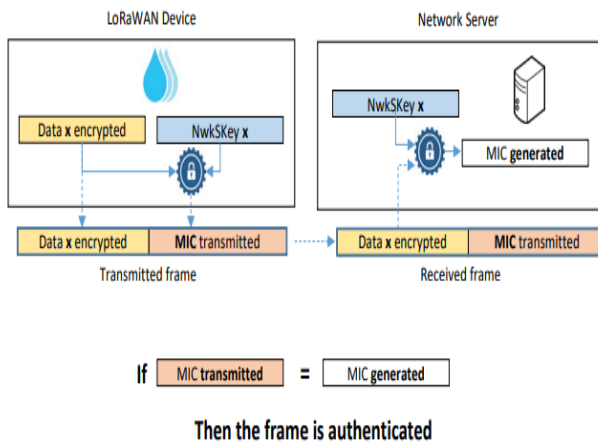 LoRaWAN Device
Network Server
Data x encrypted
NwkSKey x
NwkSKey x
MIC generated
Data x encrypted MIC transmitted
Data x encrypted MIC transmitted
Transmitted frame
Received frame
If MIC transmitted = MIC generated
Then the frame is authenticated